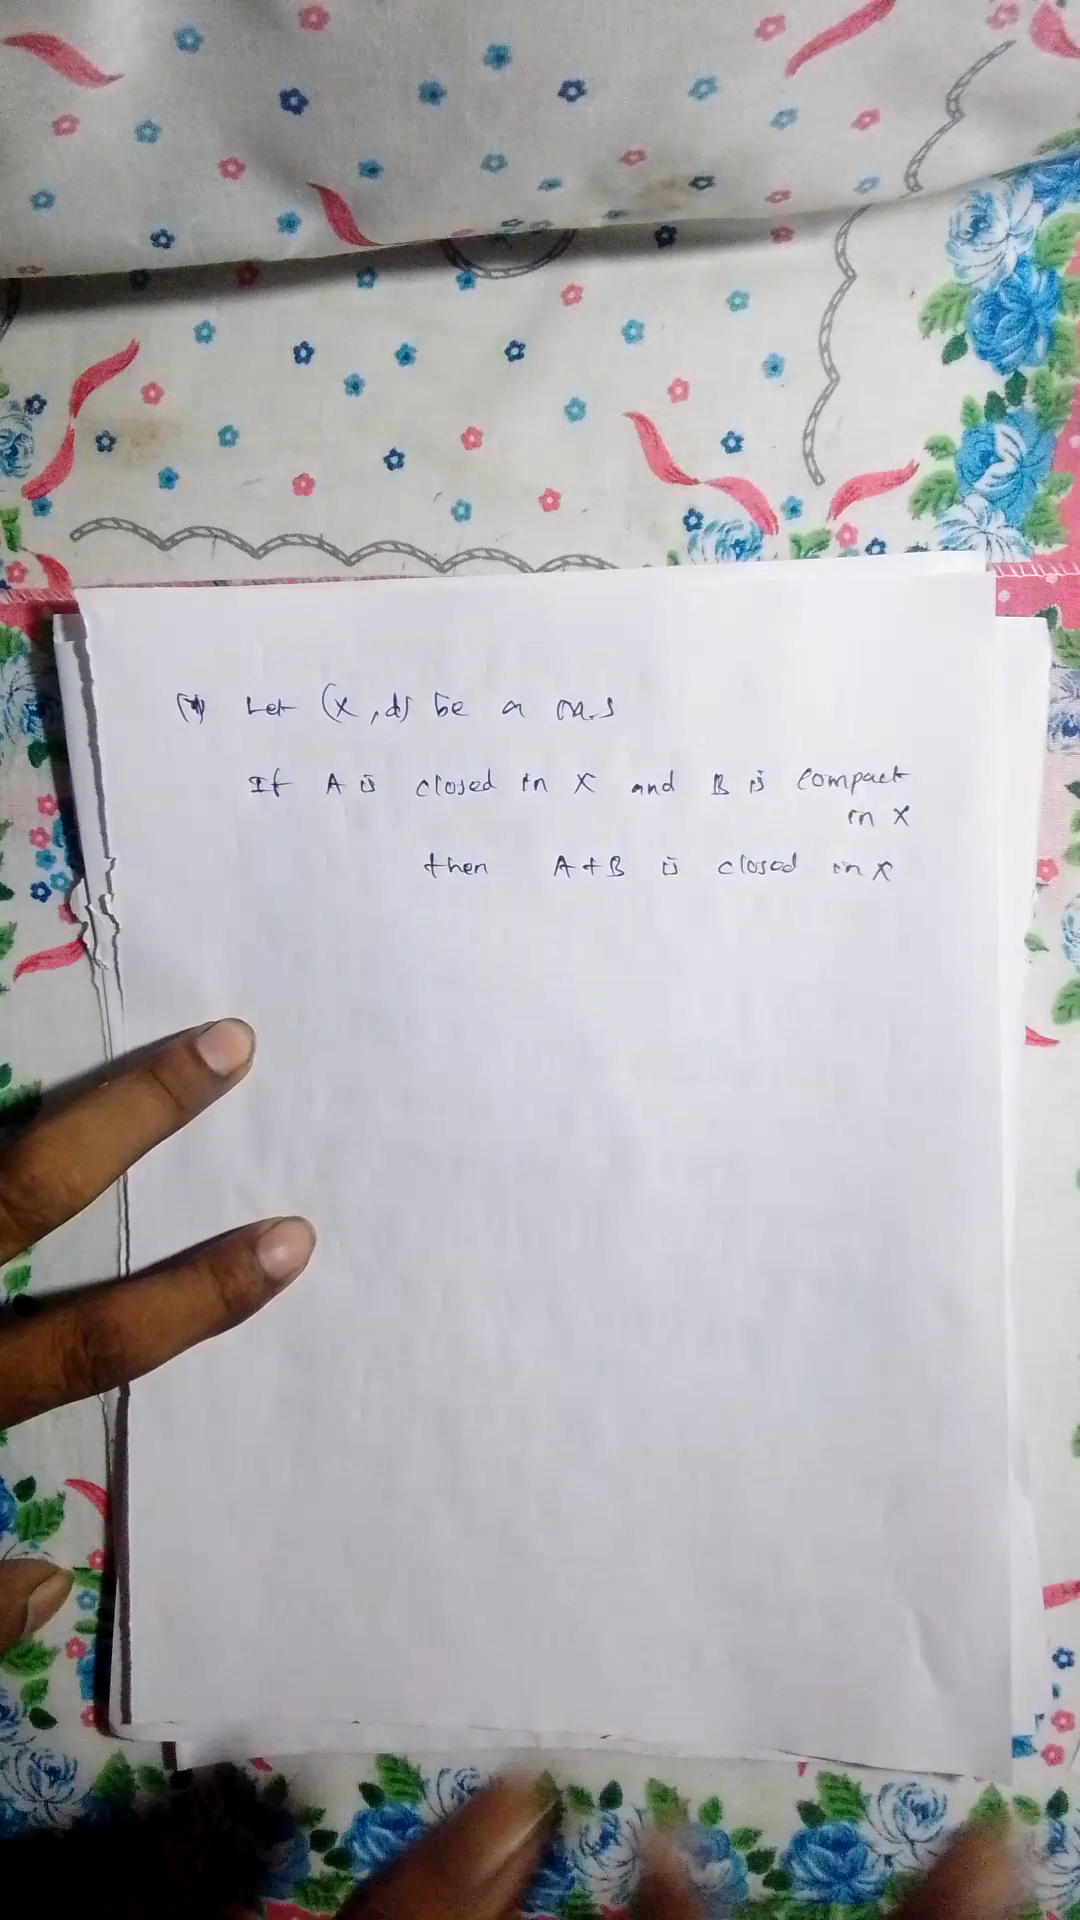 Let (X, d) be a m.s
If A is closed in X and B is compact
in X
then A + B is closed in X